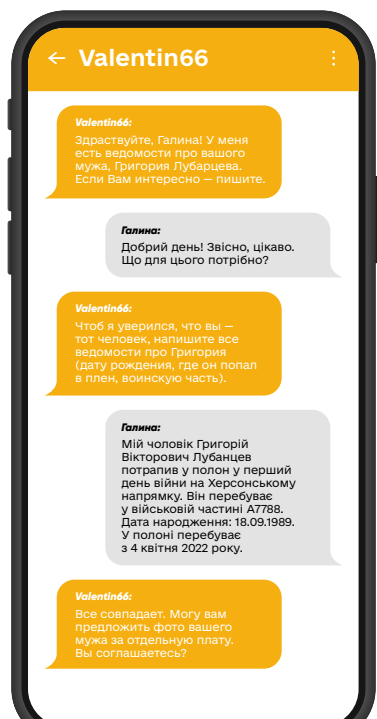 Valentin66
Valentin66:
Здраствуйте, Галина! У меня
есть ведомости про вашого
мужа, Григория Лубарцева.
Если Вам интересно — пишите.
Галина:
Добрий день! Звісно, цікаво.
Що для цього потрібно?
Valentin66:
Чтоб я уверился, что вы —
тот человек, напишите все
ведомости про Григория
(дату рождения, где он попал
в плен, воинскую часть).
Галина:
Мій чоловік Григорій
Вікторович Лубанцев
потрапив у полон у перший
день війни на Херсонському
напрямку. Він перебуває
у військовій частині А7788.
Дата народження: 18.09.1989.
У полоні перебуває
з 4 квітня 2022 року.
Valentin66:
Все совпадает. Могу вам
предложить фото вашего
мужа за отдельную плату.
Вы соглашаетесь?